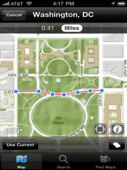 AT&T 4:17 PM
Cancel Washington, DC
0.41 Miles
Use Current
Map Search Find Maps